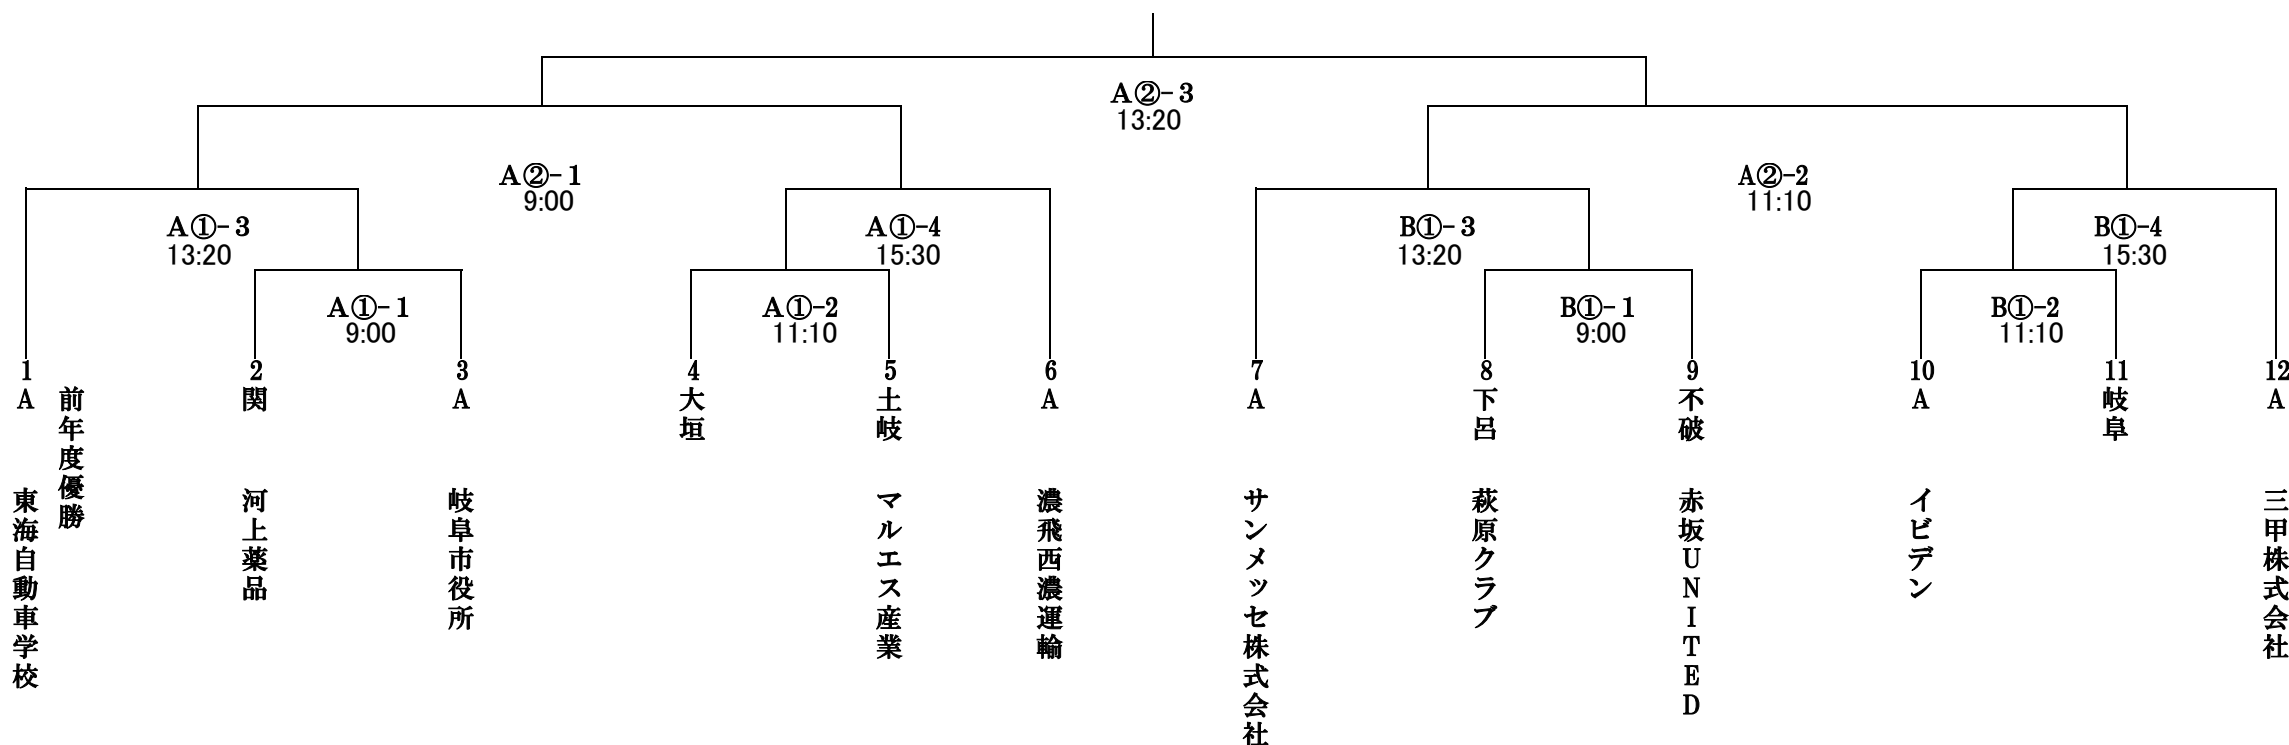 A②-3
13:20
A②-1
9:00
A②-2
11:10
A①-3
13:20
A①-4
15:30
B①-3
13:20
B①-4
15:30
A①-1
9:00
A①-2
11:10
B①-1
9:00
B①-2
11:10
1
A 東海自動車学校
前年度優勝
2
関 河上薬品
3
A 岐阜市役所
4
大垣
5
土岐 マルエス産業
6
A 濃飛西濃運輸
7
A サンメッセ株式会社
8
下呂 萩原クラブ
9
不破 赤坂UNITED
10
A イビデン
11
岐阜
12
A 三甲株式会社